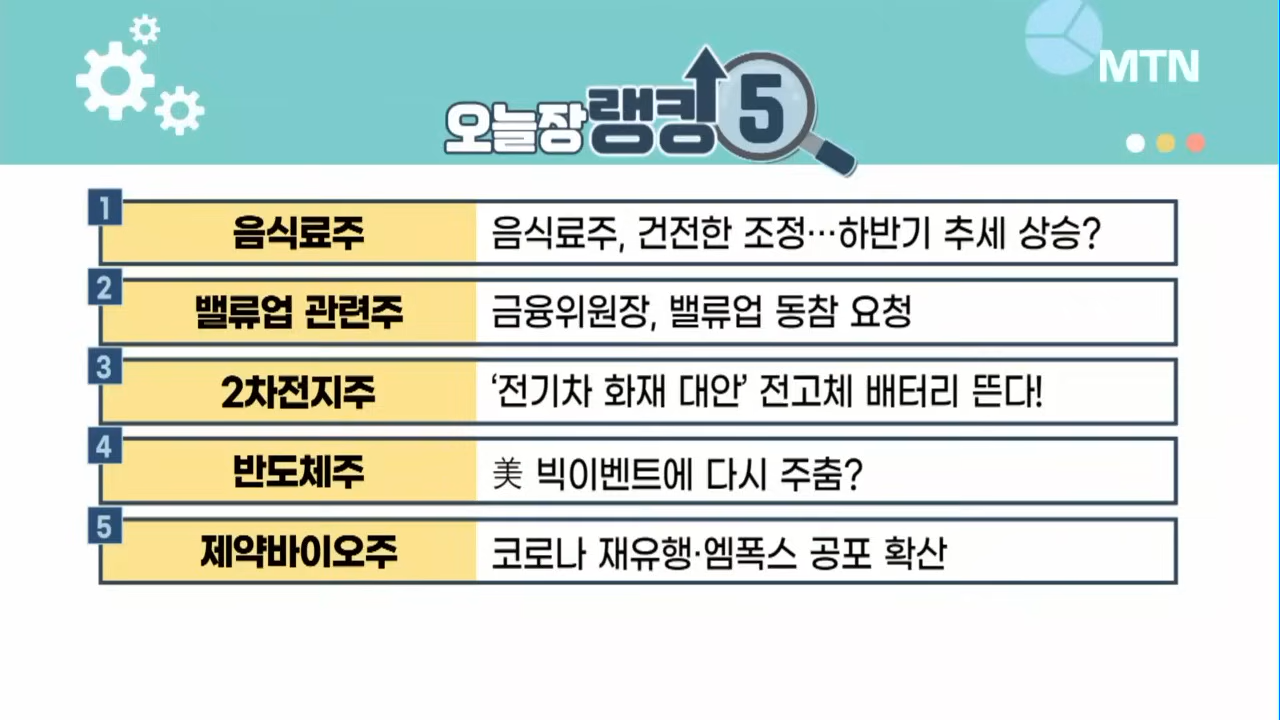 MTN
오늘장 랭킹 5
1 음식료주 음식료주, 건전한 조정…하반기 추세 상승?
2 밸류업 관련주 금융위원장, 밸류업 동참 요청
3 2차전지주 ‘전기차 화재 대안’ 전고체 배터리 뜬다!
4 반도체주 美 빅이벤트에 다시 주춤?
5 제약바이오주 코로나 재유행·엠폭스 공포 확산